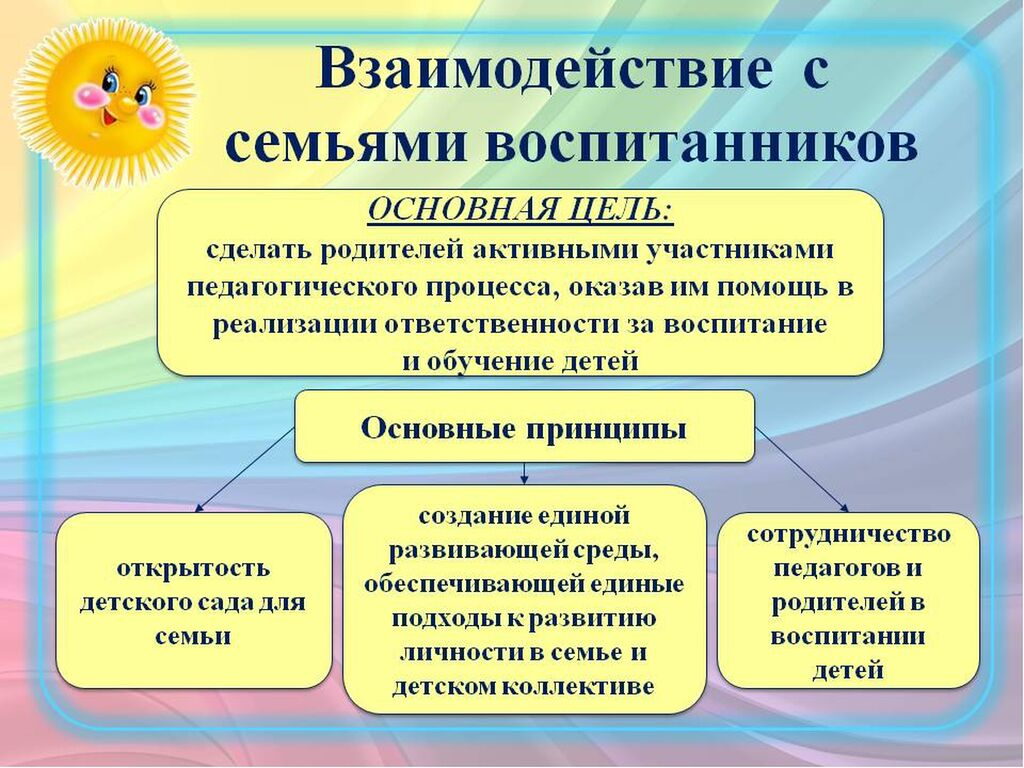 Взаимодействие с
семьями воспитанников
ОСНОВНАЯ ЦЕЛЬ:
сделать родителей активными участниками
педагогического процесса, оказав им помощь в
реализации ответственности за воспитание
и обучение детей
Основные принципы
открытость
детского сада для
семьи
создание единой
развивающей среды,
обеспечивающей единые
подходы к развитию
личности в семье и
детском коллективе
сотрудничество
педагогов и
родителей в
воспитании
детей